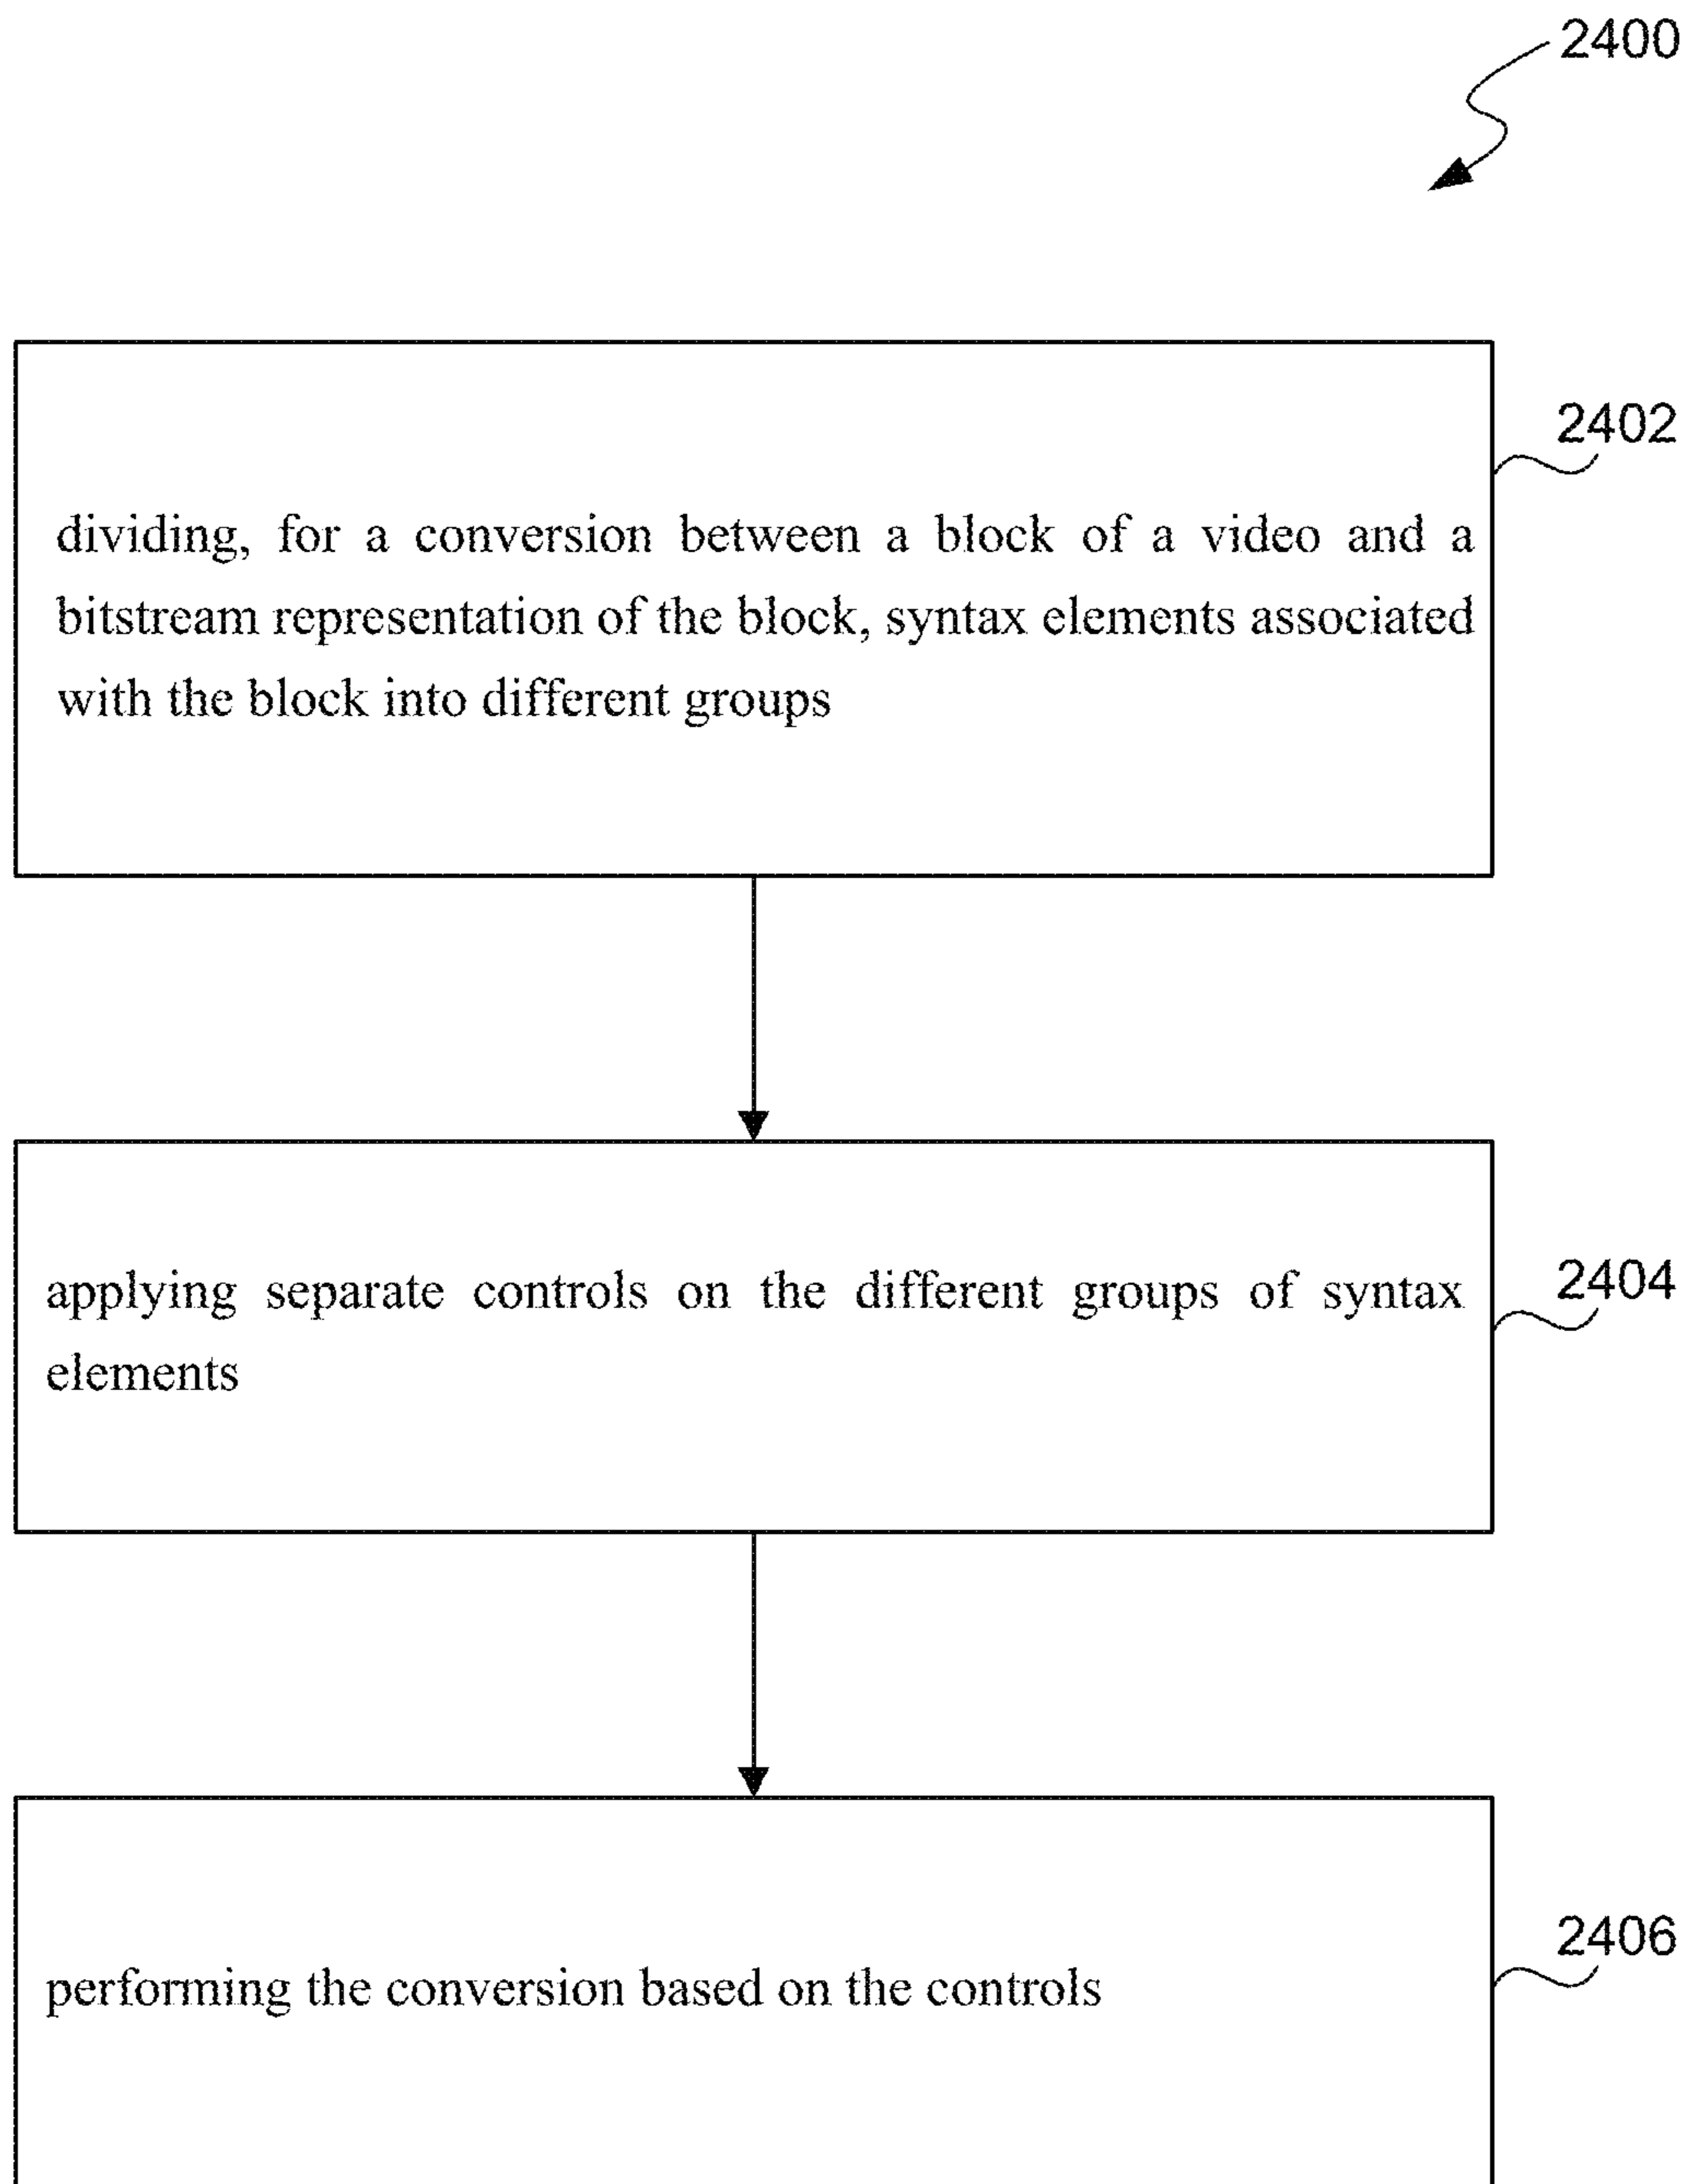 2400
2402
dividing, for a conversion between a block of a video and a
bitstream representation of the block, syntax elements associated
with the block into different groups
2404
applying separate controls on the different groups of syntax
elements
2406
performing the conversion based on the controls